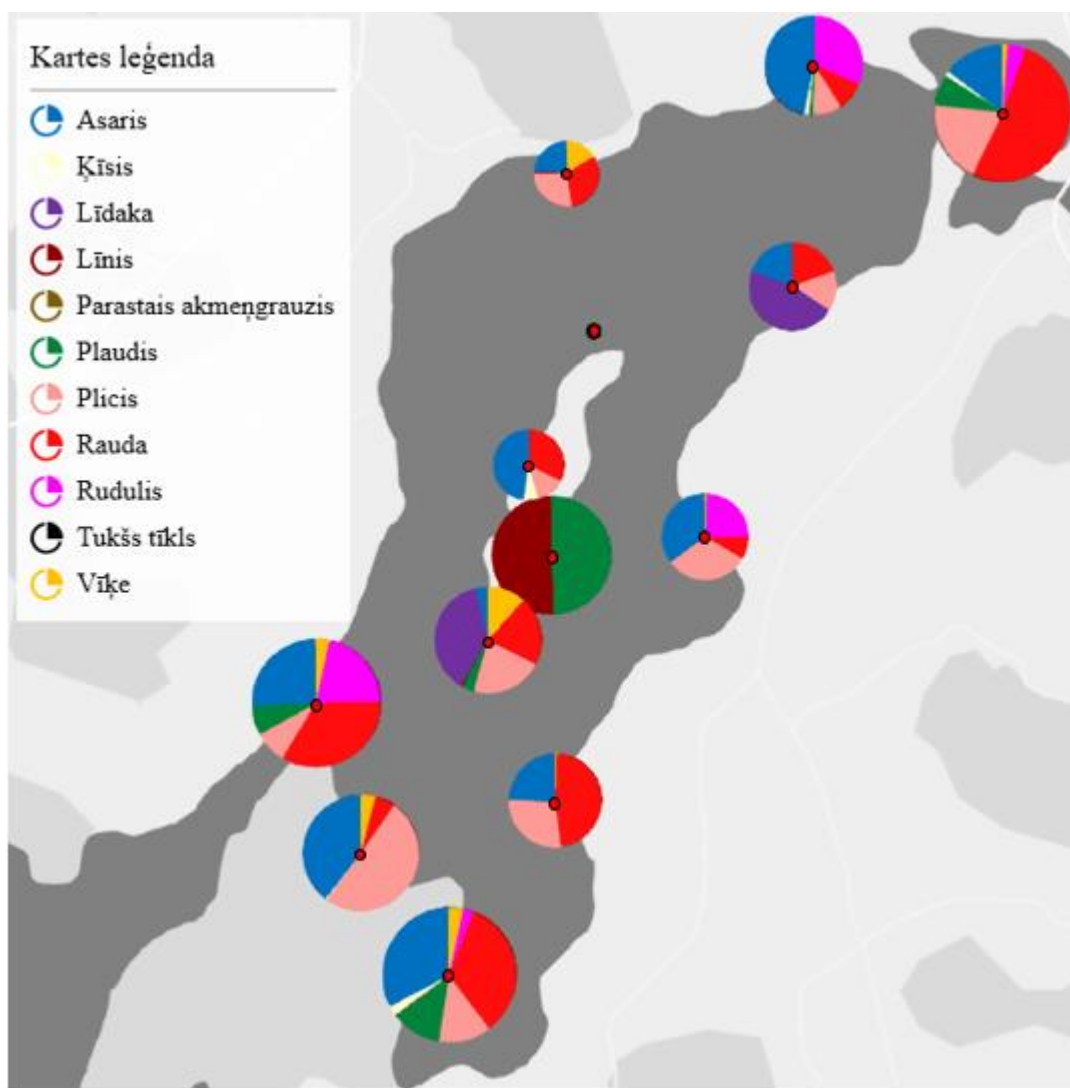 Kartes leģenda
Asaris
Ķīsis
Līdaka
Līnis
Parastais akmeņgrauzis
Plaudis
Plicis
Rauda
Rudulis
Tukšs tīkls
Vīķe